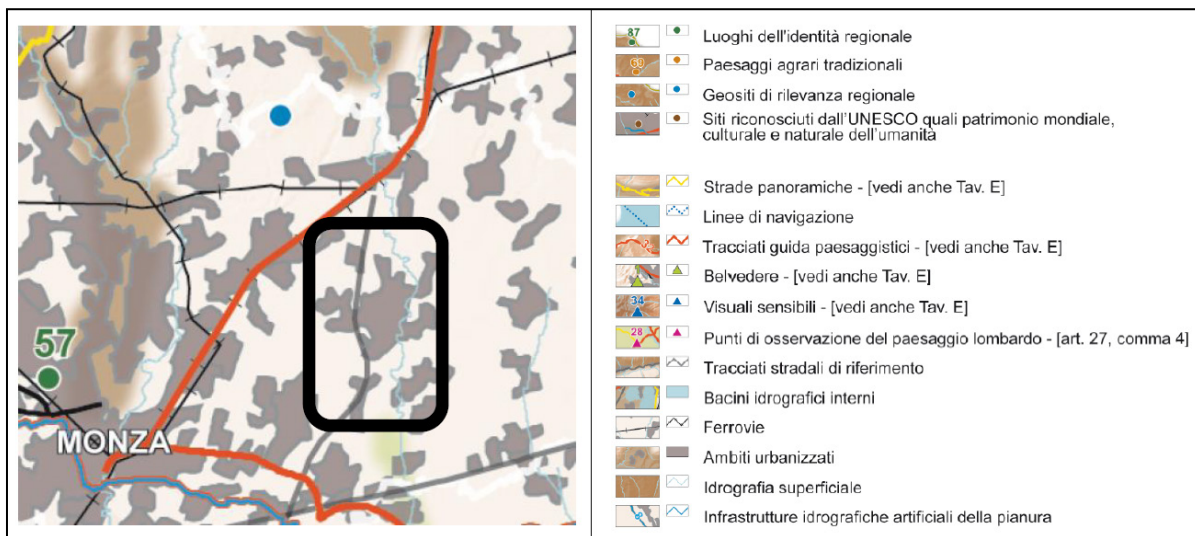 57
MONZA
87
Luoghi dell'identità regionale
69
Paesaggi agrari tradizionali
Geositi di rilevanza regionale
Siti riconosciuti dall'UNESCO quali patrimonio mondiale,
culturale e naturale dell'umanità
Strade panoramiche - [vedi anche Tav. E]
Linee di navigazione
Tracciati guida paesaggistici - [vedi anche Tav. E]
Belvedere - [vedi anche Tav. E]
34
Visuali sensibili - [vedi anche Tav. E]
28
Punti di osservazione del paesaggio lombardo - [art. 27, comma 4]
Tracciati stradali di riferimento
Bacini idrografici interni
Ferrovie
Ambiti urbanizzati
Idrografia superficiale
Infrastrutture idrografiche artificiali della pianura